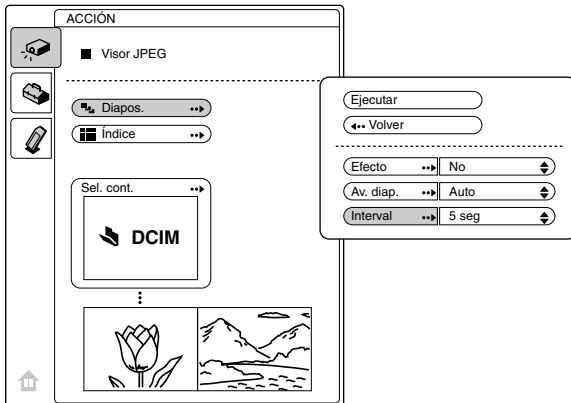 ACCIÓN
Visor JPEG
Diapos.
Índice
Sel. cont.
DCIM
Ejecutar
Volver
Efecto No
Av. diap. Auto
Interval 5 seg